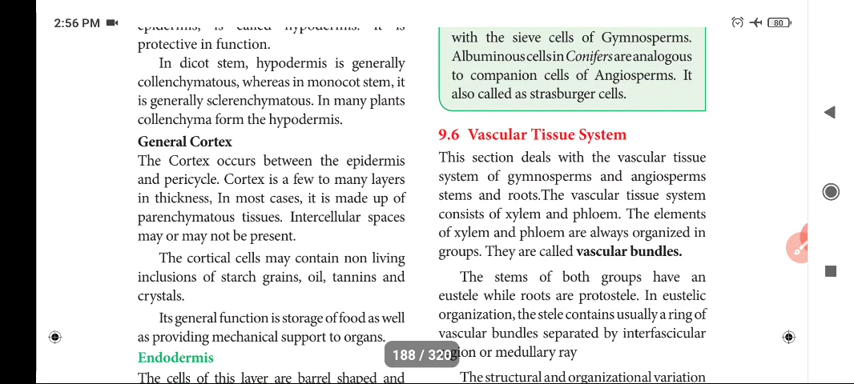 2:56 PM
80
epidermis, is called hypodermis. It is
protective in function.
In dicot stem, hypodermis is generally
collenchymatous, whereas in monocot stem, it
is generally sclerenchymatous. In many plants
collenchyma form the hypodermis.
General Cortex
The Cortex occurs between the epidermis
and pericycle. Cortex is a few to many layers
in thickness, In most cases, it is made up of
parenchymatous tissues. Intercellular spaces
may or may not be present.
The cortical cells may contain non living
inclusions of starch grains, oil, tannins and
crystals.
Its general function is storage of food as well
as providing mechanical support to organs.
Endodermis
The cells of this layer are barrel shaped and
with the sieve cells of Gymnosperms.
Albuminous cells in Conifers are analogous
to companion cells of Angiosperms. It
also called as strasburger cells.
9.6 Vascular Tissue System
This section deals with the vascular tissue
system of gymnosperms and angiosperms
stems and roots.The vascular tissue system
consists of xylem and phloem. The elements
of xylem and phloem are always organized in
groups. They are called vascular bundles.
The stems of both groups have an
eustele while roots are protostele. In eustelic
organization, the stele contains usually a ring of
vascular bundles separated by interfascicular
or medullary ray
The structural and organizational variation
188 / 320